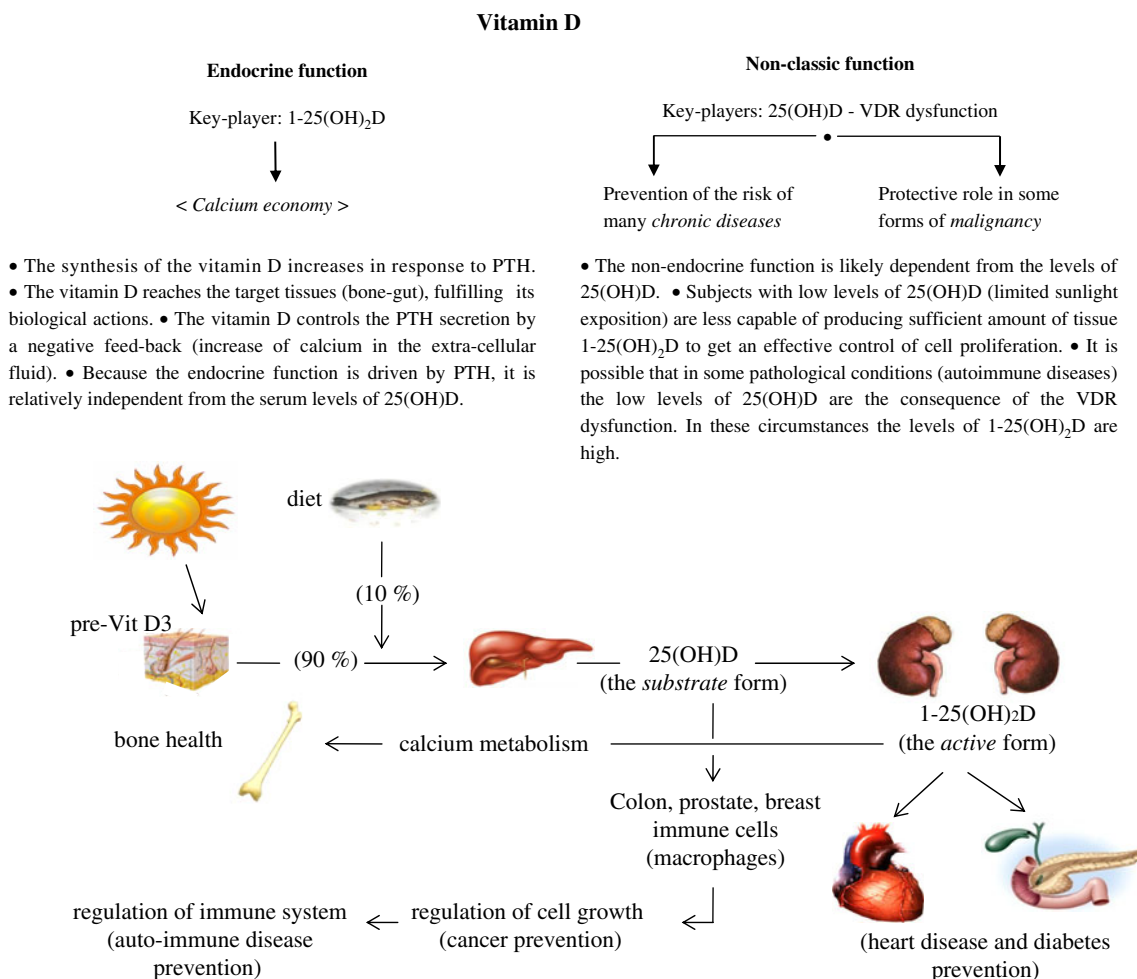 Vitamin D
Endocrine function
Key-player: 1-25(OH)₂D
< Calcium economy >
• The synthesis of the vitamin D increases in response to PTH.
• The vitamin D reaches the target tissues (bone-gut), fulfilling its
biological actions. • The vitamin D controls the PTH secretion by
a negative feed-back (increase of calcium in the extra-cellular
fluid). • Because the endocrine function is driven by PTH, it is
relatively independent from the serum levels of 25(OH)D.
Non-classic function
Key-players: 25(OH)D - VDR dysfunction
Prevention of the risk of
many chronic diseases
Protective role in some
forms of malignancy
• The non-endocrine function is likely dependent from the levels of
25(OH)D. • Subjects with low levels of 25(OH)D (limited sunlight
exposition) are less capable of producing sufficient amount of tissue
1-25(OH)₂D to get an effective control of cell proliferation. • It is
possible that in some pathological conditions (autoimmune diseases)
the low levels of 25(OH)D are the consequence of the VDR
dysfunction. In these circumstances the levels of 1-25(OH)₂D are
high.
diet
(10 %)
pre-Vit D3
(90 %)
25(OH)D
(the substrate form)
1-25(OH)₂D
(the active form)
bone health
calcium metabolism
Colon, prostate, breast
immune cells
(macrophages)
regulation of immune system
(auto-immune disease
prevention)
regulation of cell growth
(cancer prevention)
(heart disease and diabetes
prevention)